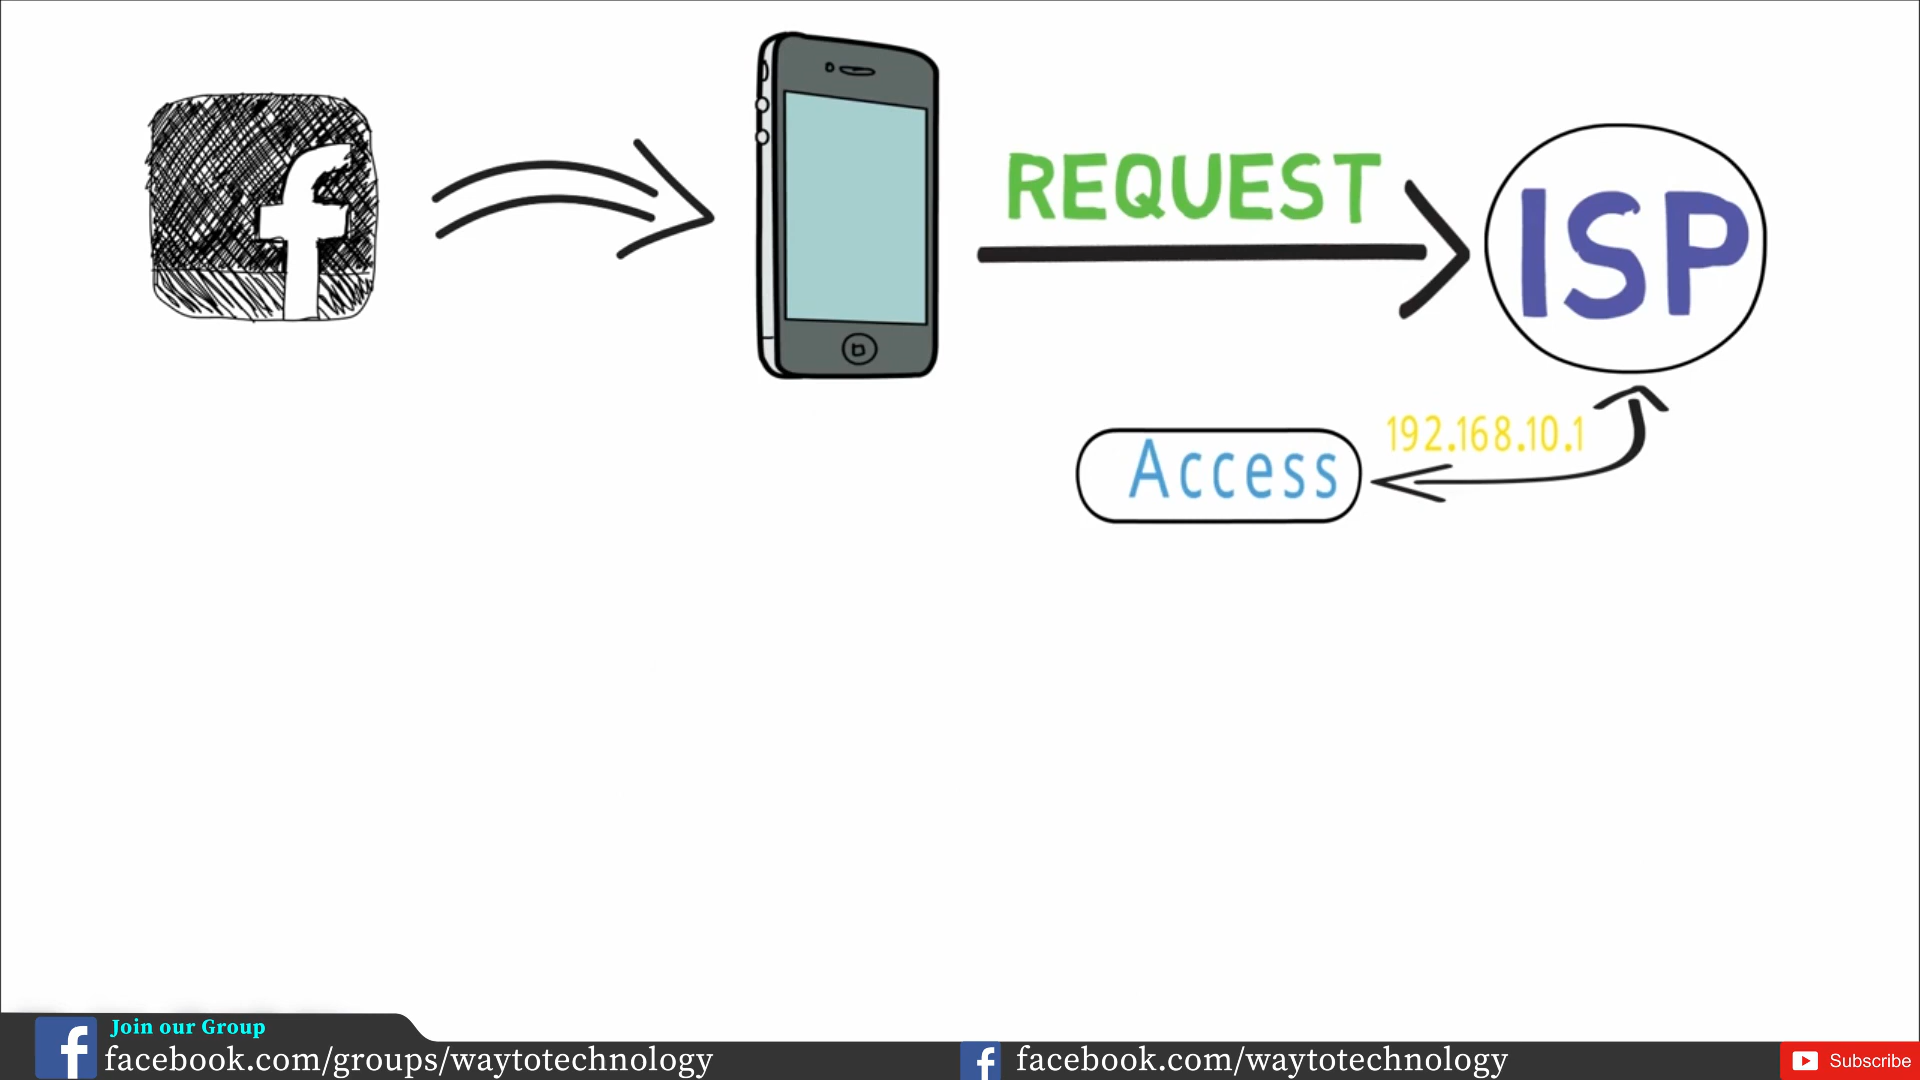 REQUEST
ISP
192.168.10.1
Access
Join our Group
facebook.com/groups/waytotechnology
facebook.com/waytotechnology
Subscribe